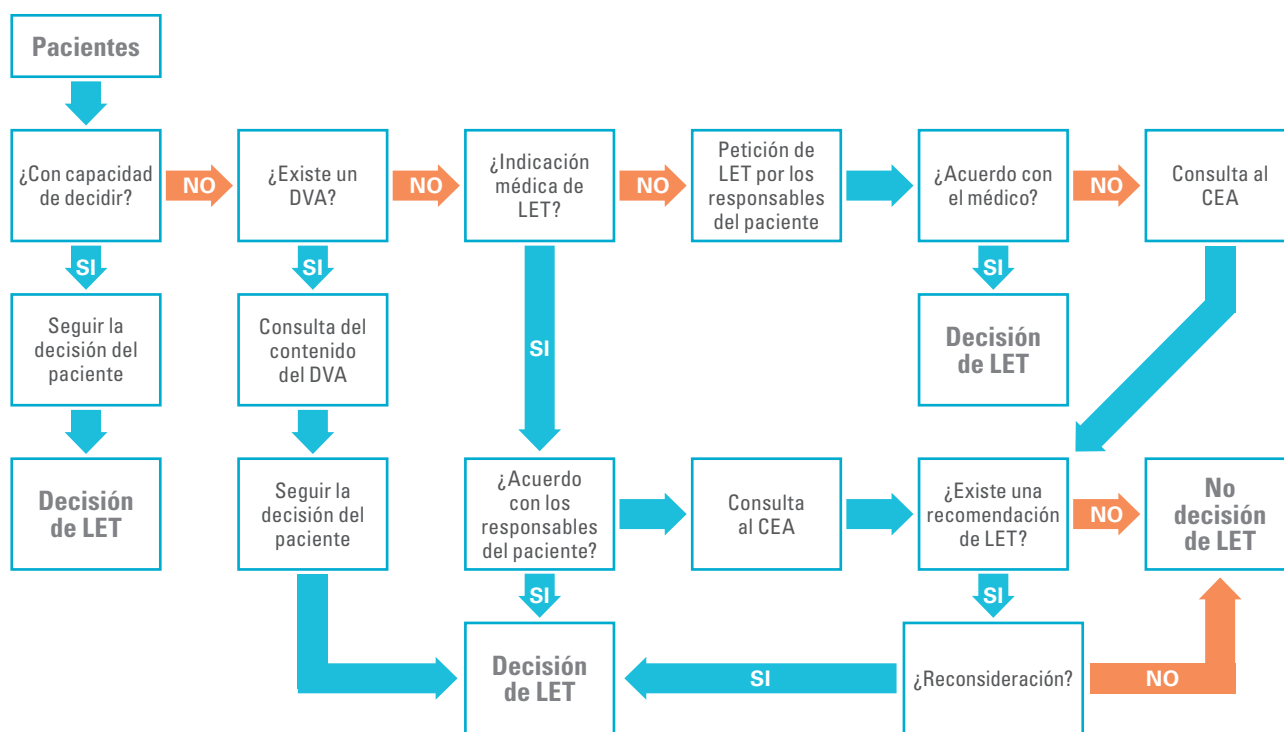 Pacientes
¿Con capacidad
de decidir?
NO
¿Existe un
DVA?
NO
¿Indicación
médica de
LET?
NO
Petición de
LET por los
responsables
del paciente
¿Acuerdo con
el médico?
NO
Consulta al
CEA
SI
SI
SI
SI
Seguir la
decisión del
paciente
Consulta del
contenido
del DVA
Decisión
de LET
Decisión
de LET
Seguir la
decisión del
paciente
¿Acuerdo
con los
responsables
del paciente?
Consulta
al CEA
¿Existe una
recomendación
de LET?
NO
No
decisión
de LET
SI
SI
Decisión
de LET
SI
¿Reconsideración?
NO